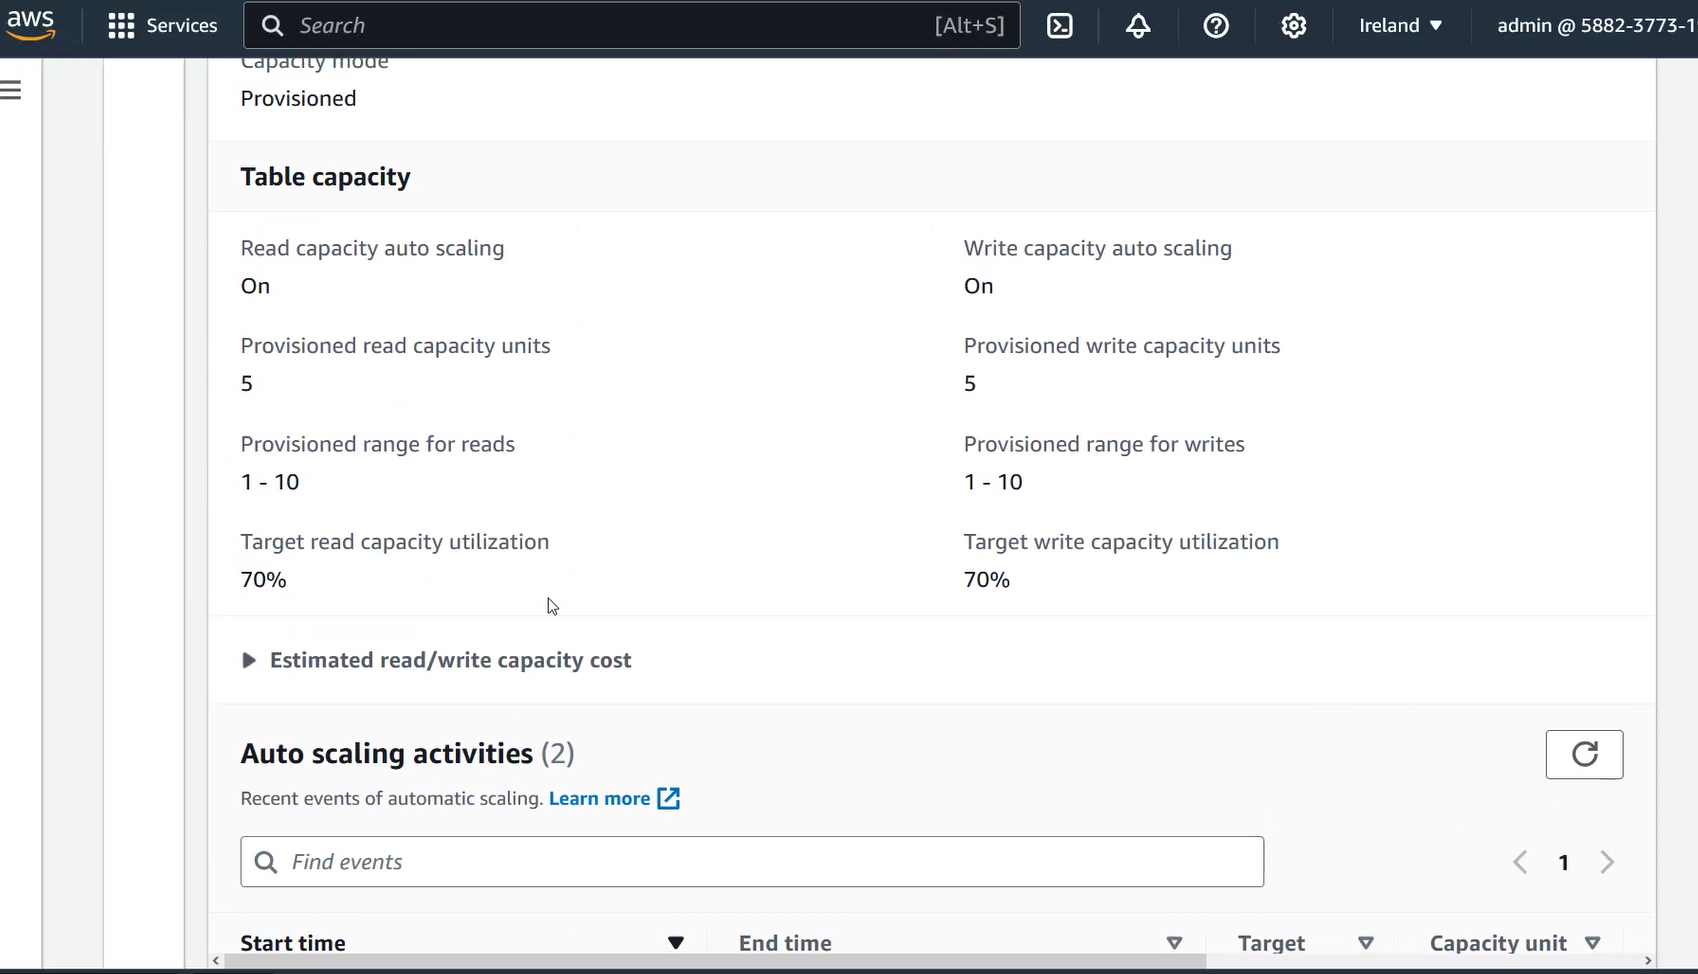 aws Services Search [Alt+S] Ireland admin @ 5882-3773-1
Capacity mode
Provisioned
Table capacity
Read capacity auto scaling Write capacity auto scaling
On On
Provisioned read capacity units Provisioned write capacity units
5 5
Provisioned range for reads Provisioned range for writes
1 - 10 1 - 10
Target read capacity utilization Target write capacity utilization
70% 70%
Estimated read/write capacity cost
Auto scaling activities (2)
Recent events of automatic scaling. Learn more
Find events 1
Start time End time Target Capacity unit